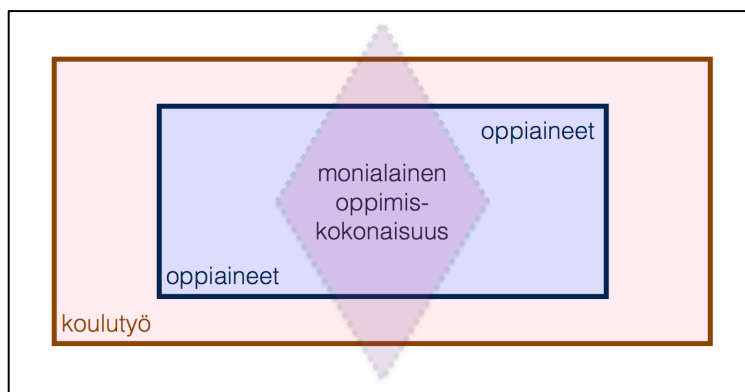 oppiaineet
monialainen
oppimis-
kokonaisuus
oppiaineet
koulutyö